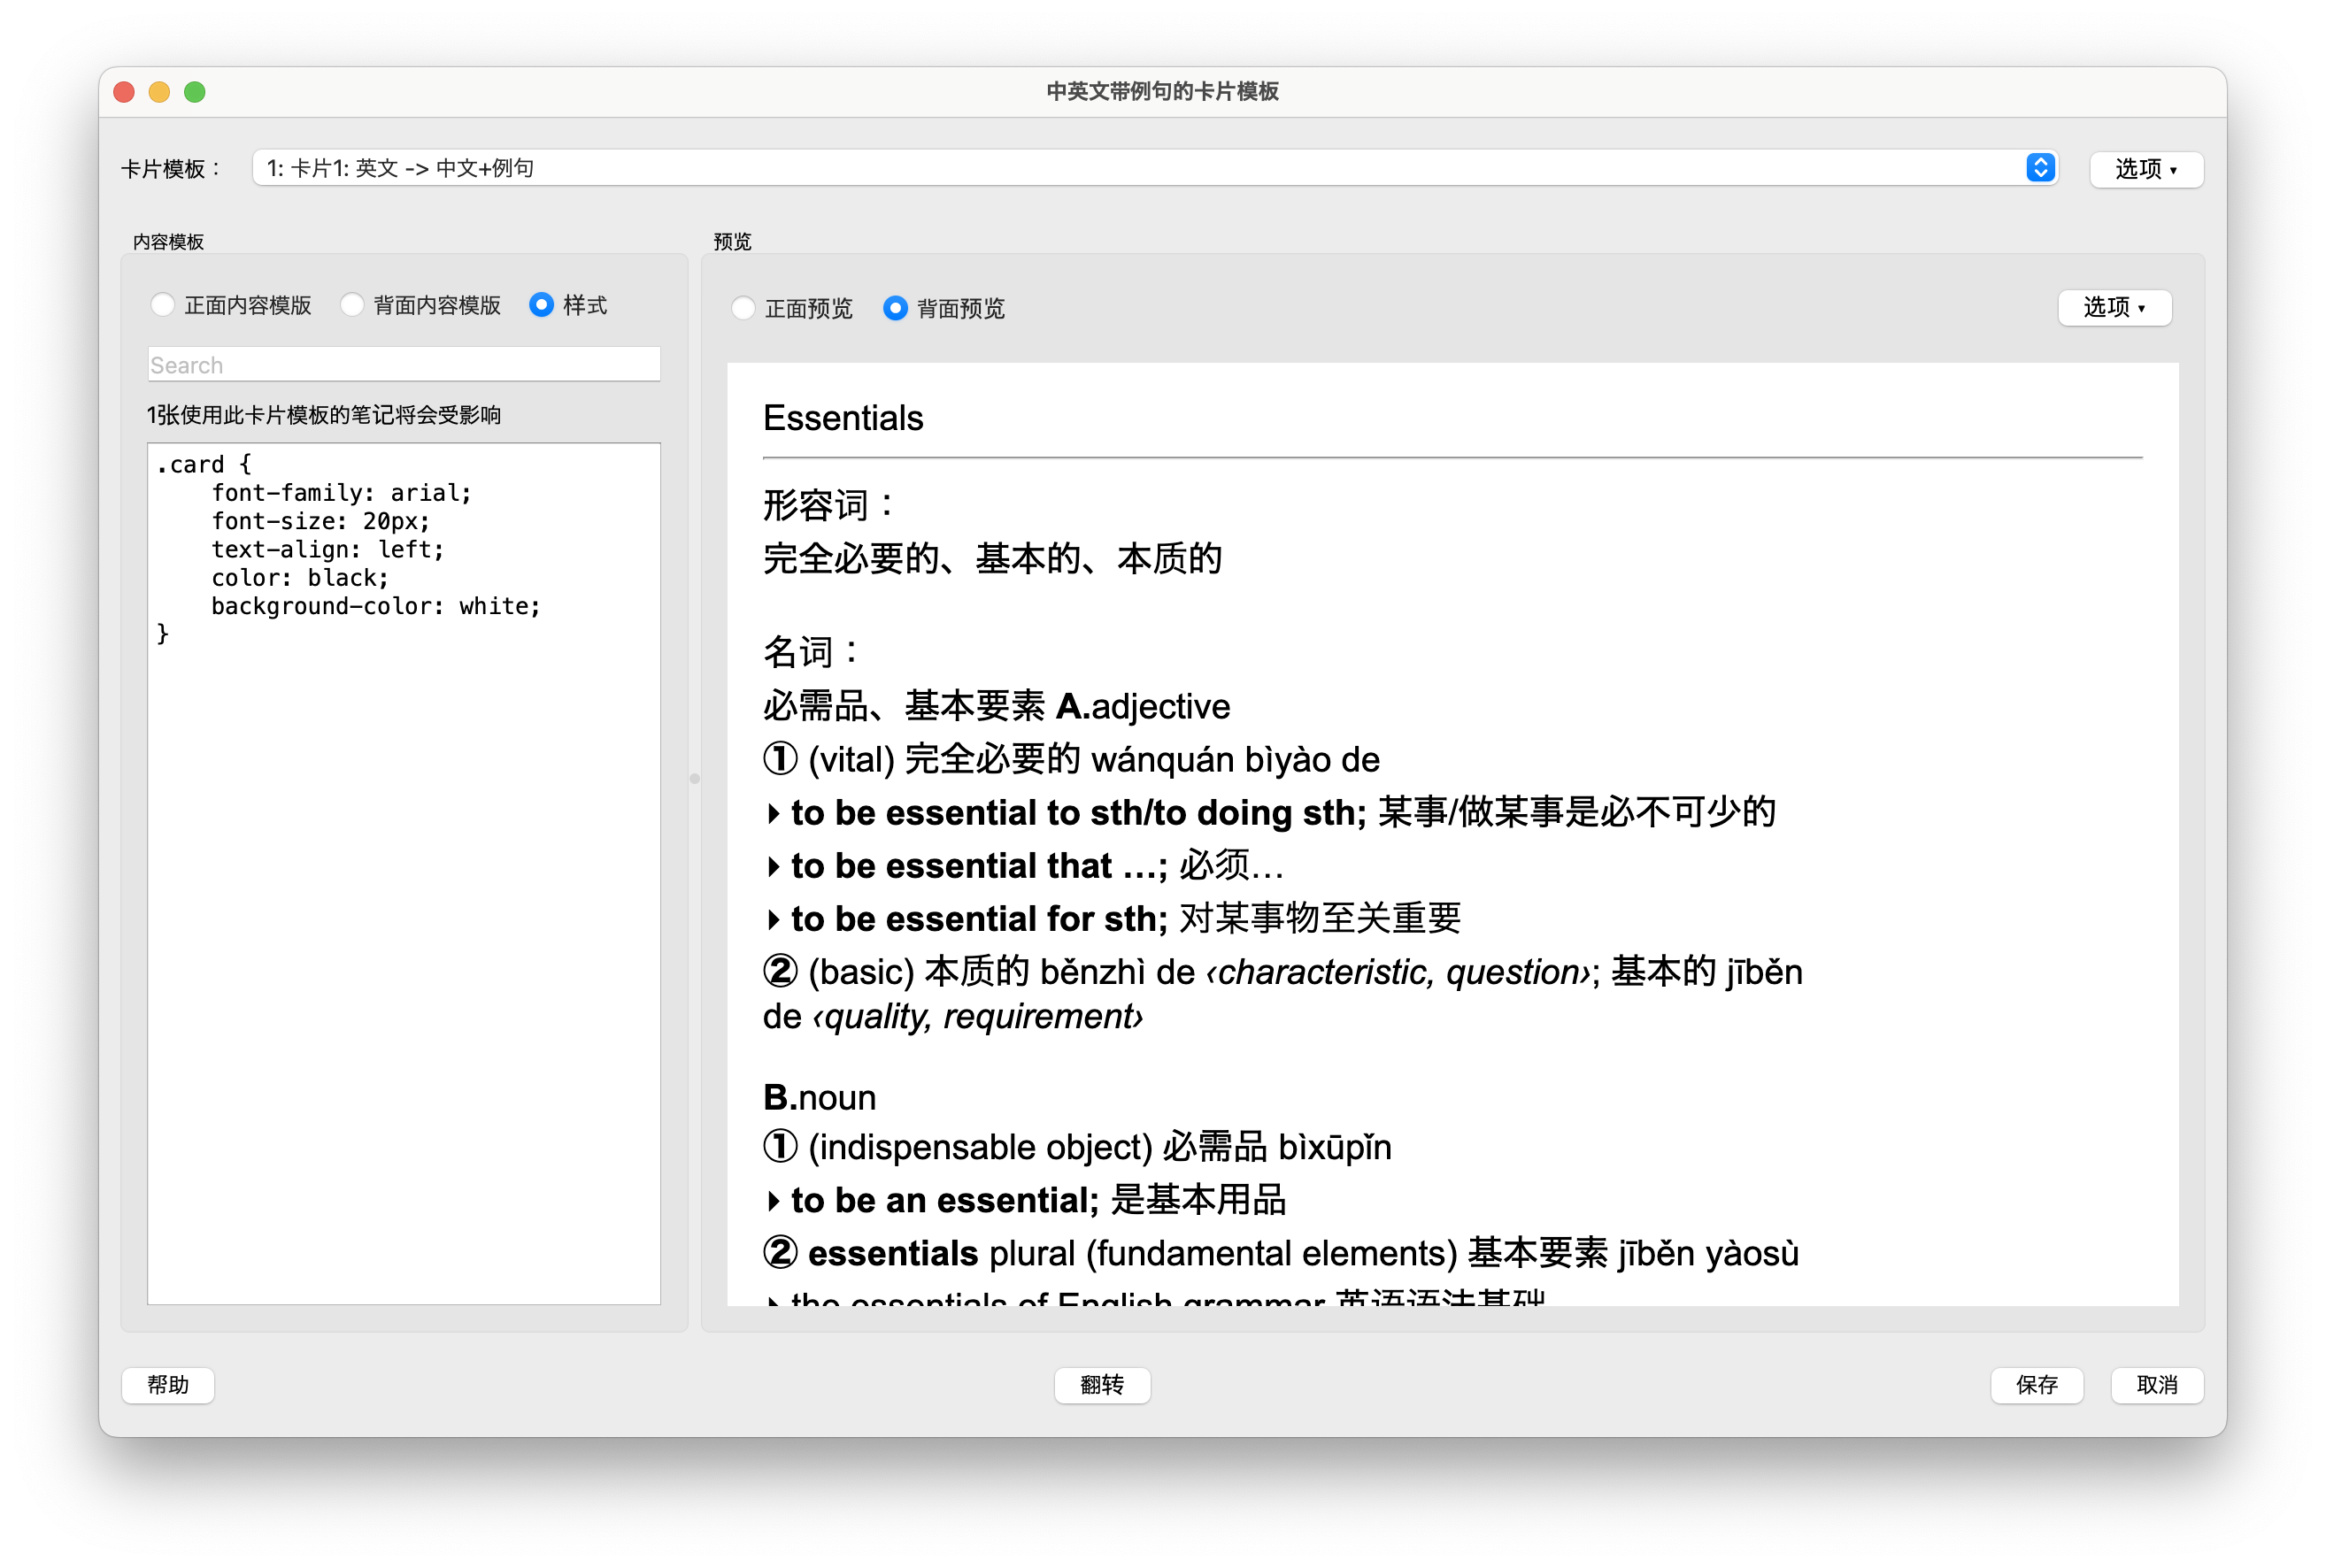 中英文带例句的卡片模板
卡片模板：
1: 卡片1: 英文 -> 中文+例句
选项 ▾
内容模板
正面内容模版
背面内容模版
样式
Search
1张使用此卡片模板的笔记将会受影响
.card {
    font-family: arial;
    font-size: 20px;
    text-align: left;
    color: black;
    background-color: white;
}
预览
正面预览
背面预览
选项 ▾
Essentials
形容词：
完全必要的、基本的、本质的
名词：
必需品、基本要素 A.adjective
① (vital) 完全必要的 wánquán bìyào de
▸ to be essential to sth/to doing sth; 某事/做某事是必不可少的
▸ to be essential that …; 必须…
▸ to be essential for sth; 对某事物至关重要
② (basic) 本质的 běnzhì de ‹characteristic, question›; 基本的 jīběn
de ‹quality, requirement›
B.noun
① (indispensable object) 必需品 bìxūpǐn
▸ to be an essential; 是基本用品
② essentials plural (fundamental elements) 基本要素 jīběn yàosù
▸ the essentials of English grammar 英语语法基础
帮助
翻转
保存
取消